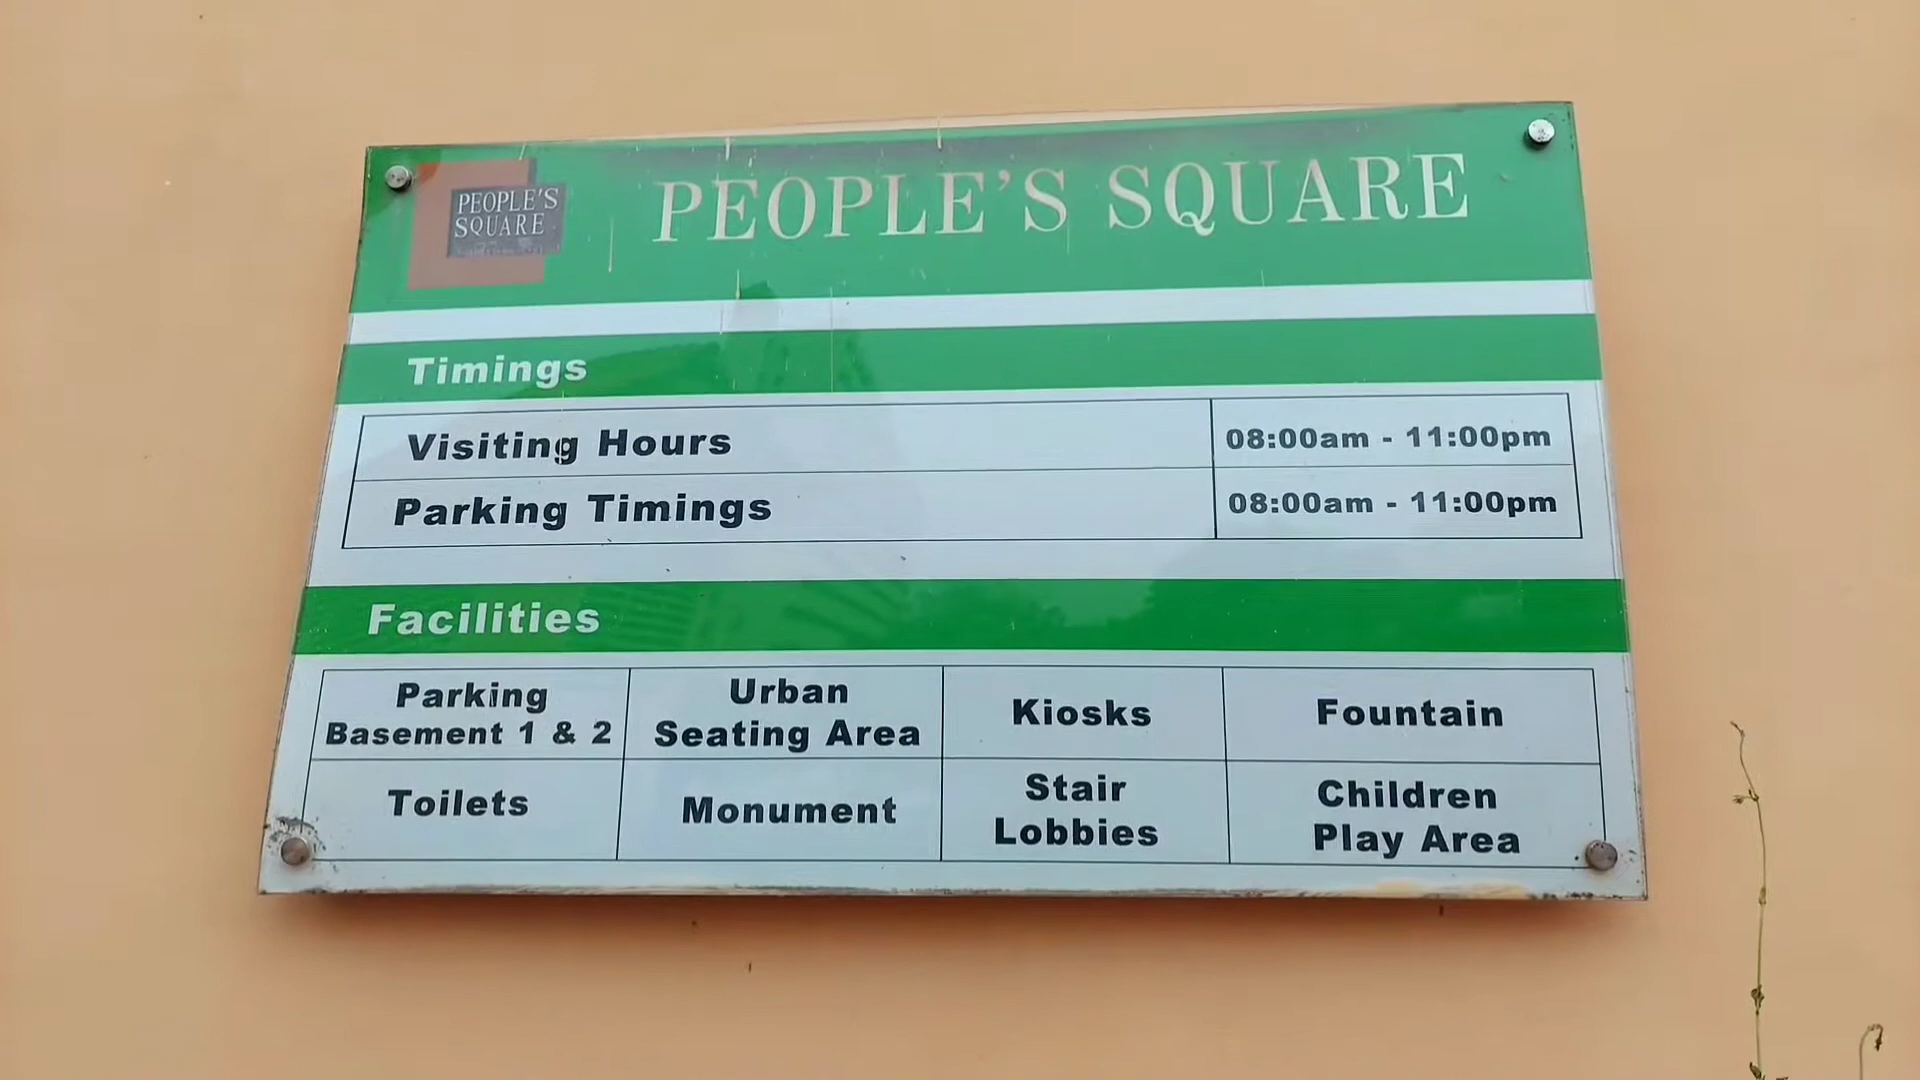 PEOPLE'S
SQUARE
PEOPLE'S SQUARE
Timings
Visiting Hours 08:00am - 11:00pm
Parking Timings 08:00am - 11:00pm
Facilities
Parking
Basement 1 & 2
Urban
Seating Area
Kiosks
Fountain
Toilets
Monument
Stair
Lobbies
Children
Play Area